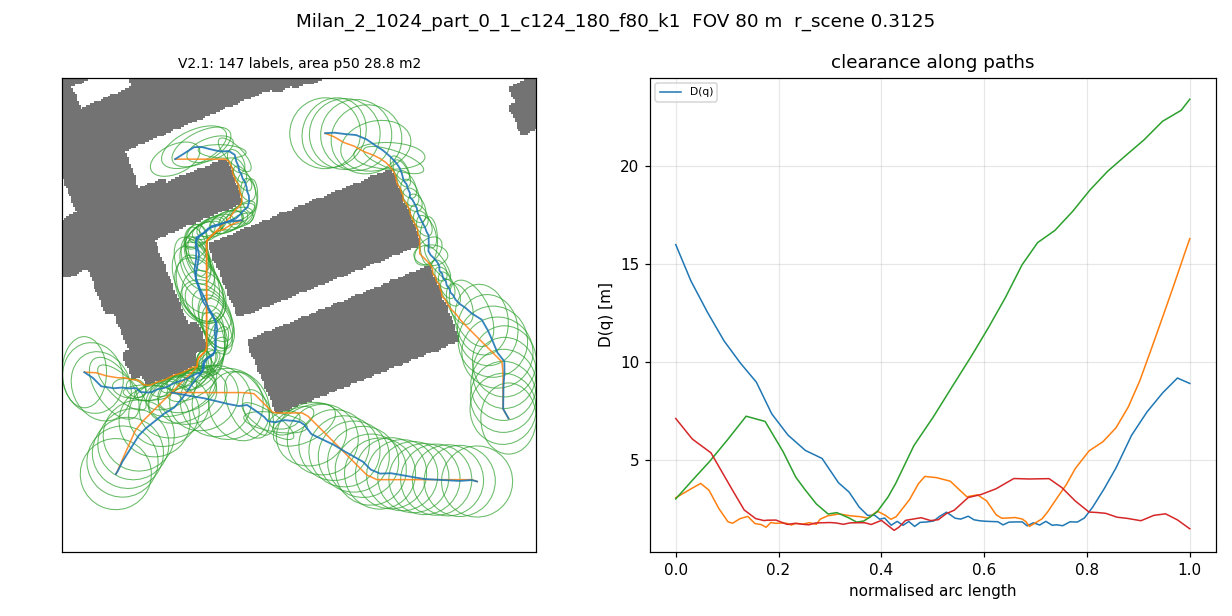 Milan_2_1024_part_0_1_c124_180_f80_k1  FOV 80 m  r_scene 0.3125
V2.1: 147 labels, area p50 28.8 m2
clearance along paths
D(q)
20
15
10
5
D(q) [m]
0.0 0.2 0.4 0.6 0.8 1.0
normalised arc length